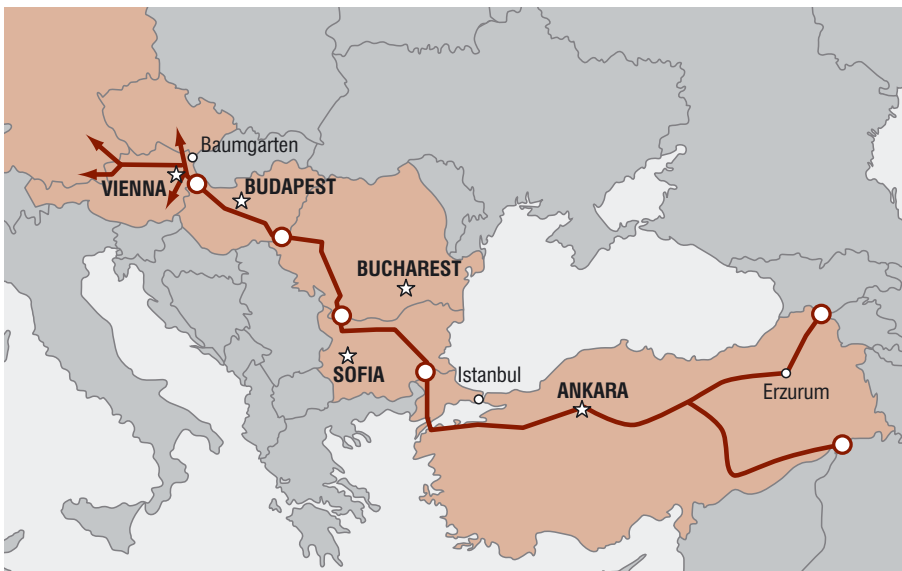 Baumgarten
VIENNA
BUDAPEST
BUCHAREST
SOFIA
Istanbul
ANKARA
Erzurum